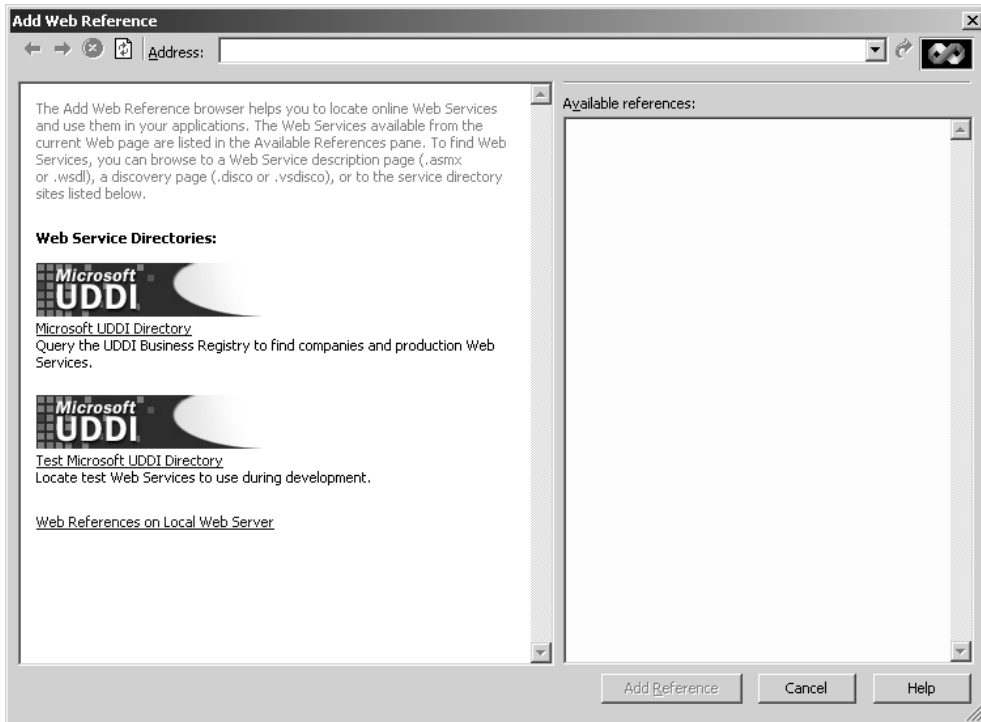 Add Web Reference
Address:
The Add Web Reference browser helps you to locate online Web Services
and use them in your applications. The Web Services available from the
current Web page are listed in the Available References pane. To find Web
Services, you can browse to a Web Service description page (.asmx
or .wsdl), a discovery page (.disco or .vsdisco), or to the service directory
sites listed below.
Web Service Directories:
Microsoft
UDDI
Microsoft UDDI Directory
Query the UDDI Business Registry to find companies and production Web
Services.
Microsoft
UDDI
Test Microsoft UDDI Directory
Locate test Web Services to use during development.
Web References on Local Web Server
Available references:
Add Reference
Cancel
Help